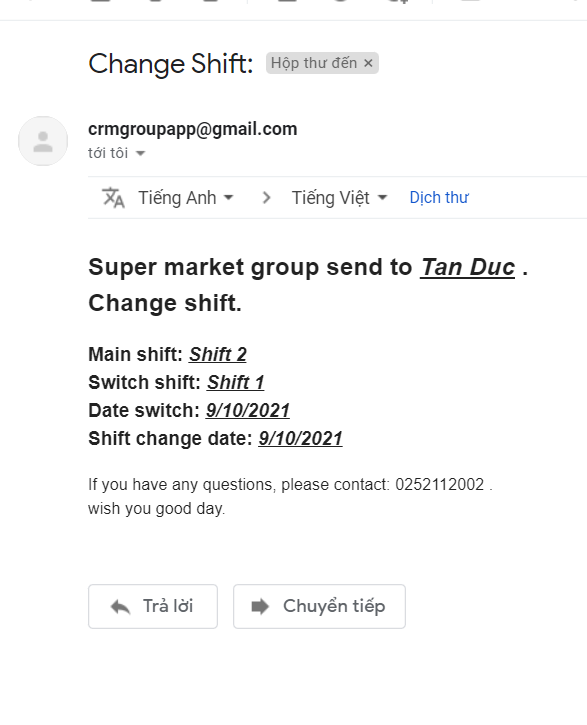 Change Shift: Hộp thư đến ×
crmgroupapp@gmail.com
tới tôi
Tiếng Anh > Tiếng Việt Dịch thư
Super market group send to Tan Duc .
Change shift.
Main shift: Shift 2
Switch shift: Shift 1
Date switch: 9/10/2021
Shift change date: 9/10/2021
If you have any questions, please contact: 0252112002 .
wish you good day.
Trả lời Chuyển tiếp